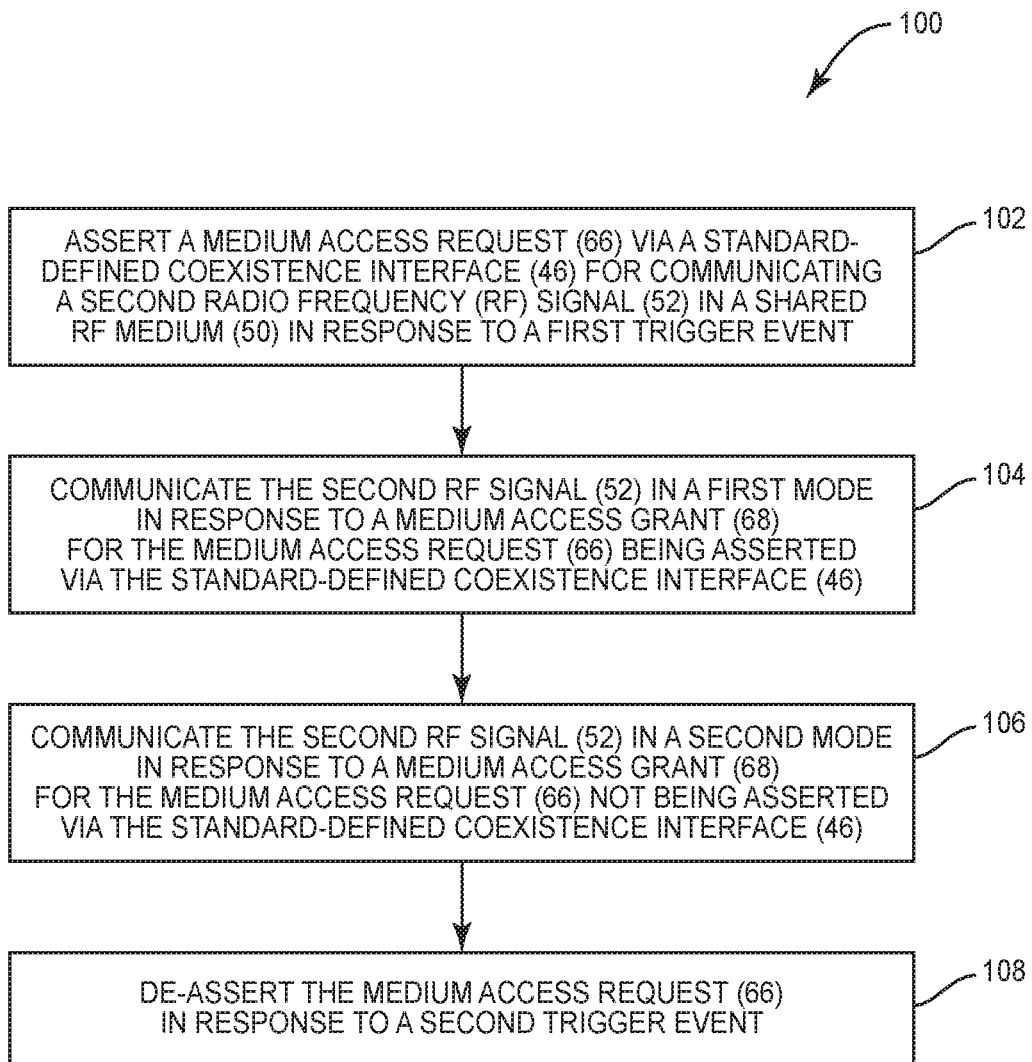 100
102
ASSERT A MEDIUM ACCESS REQUEST (66) VIA A STANDARD-
DEFINED COEXISTENCE INTERFACE (46) FOR COMMUNICATING
A SECOND RADIO FREQUENCY (RF) SIGNAL (52) IN A SHARED
RF MEDIUM (50) IN RESPONSE TO A FIRST TRIGGER EVENT
104
COMMUNICATE THE SECOND RF SIGNAL (52) IN A FIRST MODE
IN RESPONSE TO A MEDIUM ACCESS GRANT (68)
FOR THE MEDIUM ACCESS REQUEST (66) BEING ASSERTED
VIA THE STANDARD-DEFINED COEXISTENCE INTERFACE (46)
106
COMMUNICATE THE SECOND RF SIGNAL (52) IN A SECOND MODE
IN RESPONSE TO A MEDIUM ACCESS GRANT (68)
FOR THE MEDIUM ACCESS REQUEST (66) NOT BEING ASSERTED
VIA THE STANDARD-DEFINED COEXISTENCE INTERFACE (46)
108
DE-ASSERT THE MEDIUM ACCESS REQUEST (66)
IN RESPONSE TO A SECOND TRIGGER EVENT